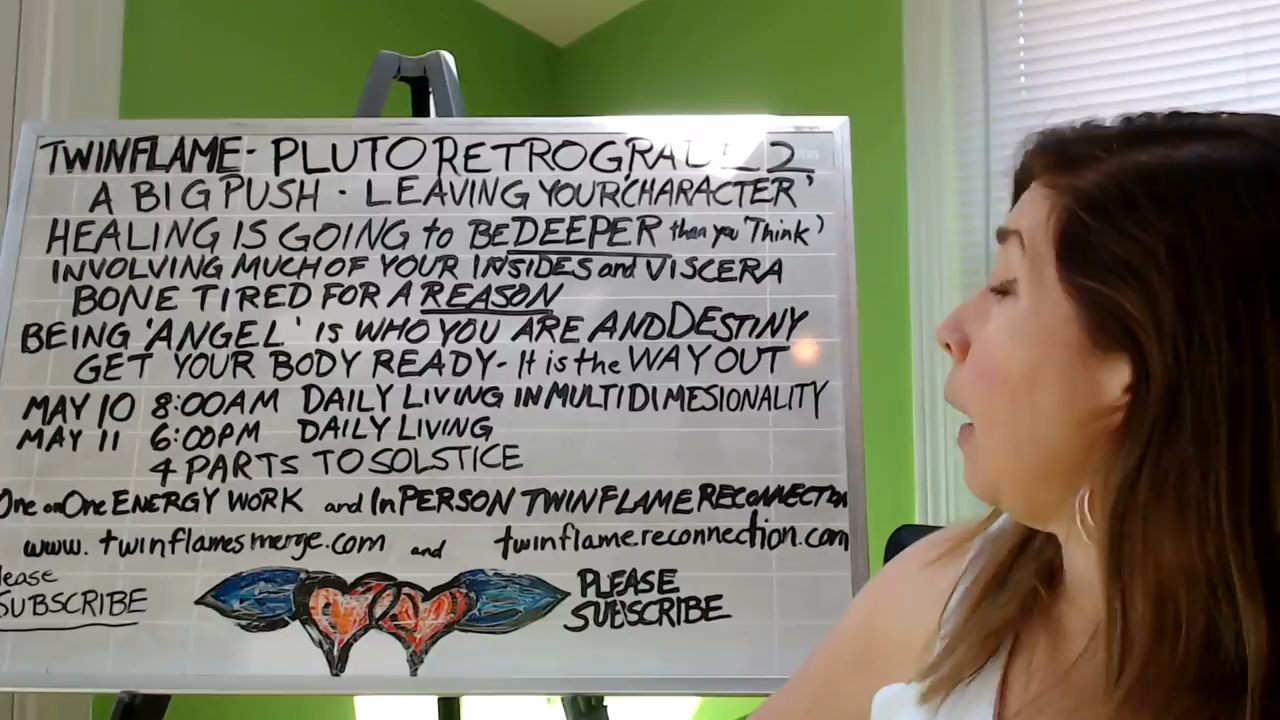 TWINFLAME- PLUTO RETROGRADE 2
A BIG PUSH - LEAVING YOUR 'CHARACTER'
HEALING IS GOING to BE DEEPER than you 'Think'
INVOLVING MUCH OF YOUR INSIDES and VISCERA
BONE TIRED FOR A REASON
BEING 'ANGEL' IS WHO YOU ARE AND DESTINY
GET YOUR BODY READY- It is the WAY OUT
MAY 10 8:00AM DAILY LIVING IN MULTIDIMESIONALITY
MAY 11 6:00PM DAILY LIVING
4 PARTS TO SOLSTICE
One on One ENERGY WORK and In PERSON TWINFLAME RECONNECTION
www.twinflamesmerge.com and twinflamereconnection.com
lease
SUBSCRIBE
PLEASE
SUBSCRIBE